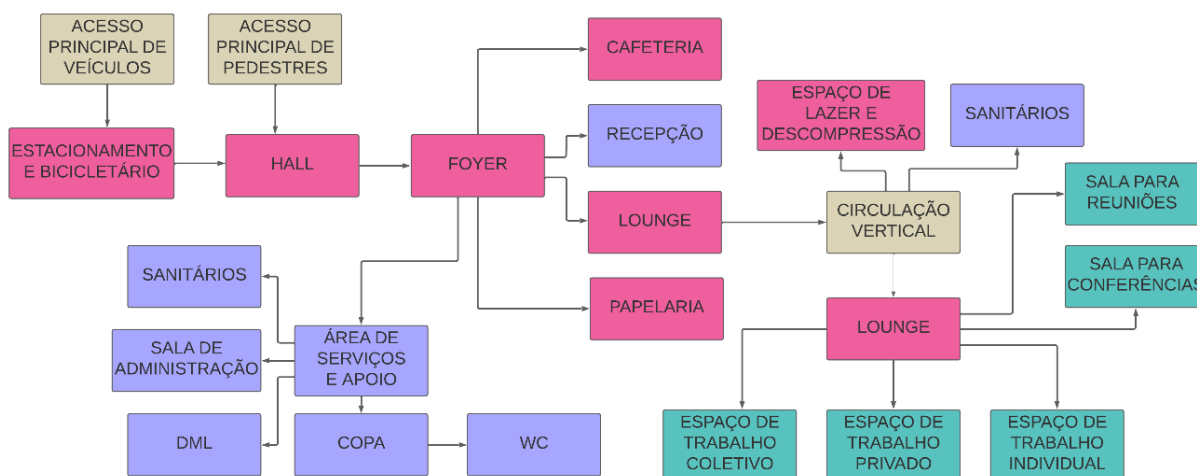 ACESSO
PRINCIPAL DE
VEÍCULOS
ACESSO
PRINCIPAL DE
PEDESTRES
ESTACIONAMENTO
E BICICLETÁRIO
HALL
FOYER
CAFETERIA
RECEPÇÃO
LOUNGE
PAPELARIA
ESPAÇO DE
LAZER E
DESCOMPRESSÃO
SANITÁRIOS
CIRCULAÇÃO
VERTICAL
SALA PARA
REUNIÕES
SALA PARA
CONFERÊNCIAS
LOUNGE
ESPAÇO DE
TRABALHO
COLETIVO
ESPAÇO DE
TRABALHO
PRIVADO
ESPAÇO DE
TRABALHO
INDIVIDUAL
SANITÁRIOS
SALA DE
ADMINISTRAÇÃO
ÁREA DE
SERVIÇOS
E APOIO
DML
COPA
WC